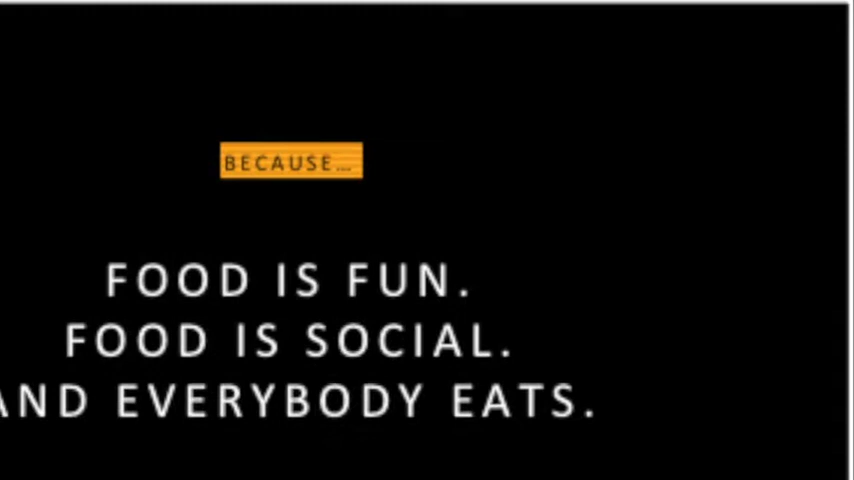 BECAUSE...
FOOD IS FUN.
FOOD IS SOCIAL.
AND EVERYBODY EATS.